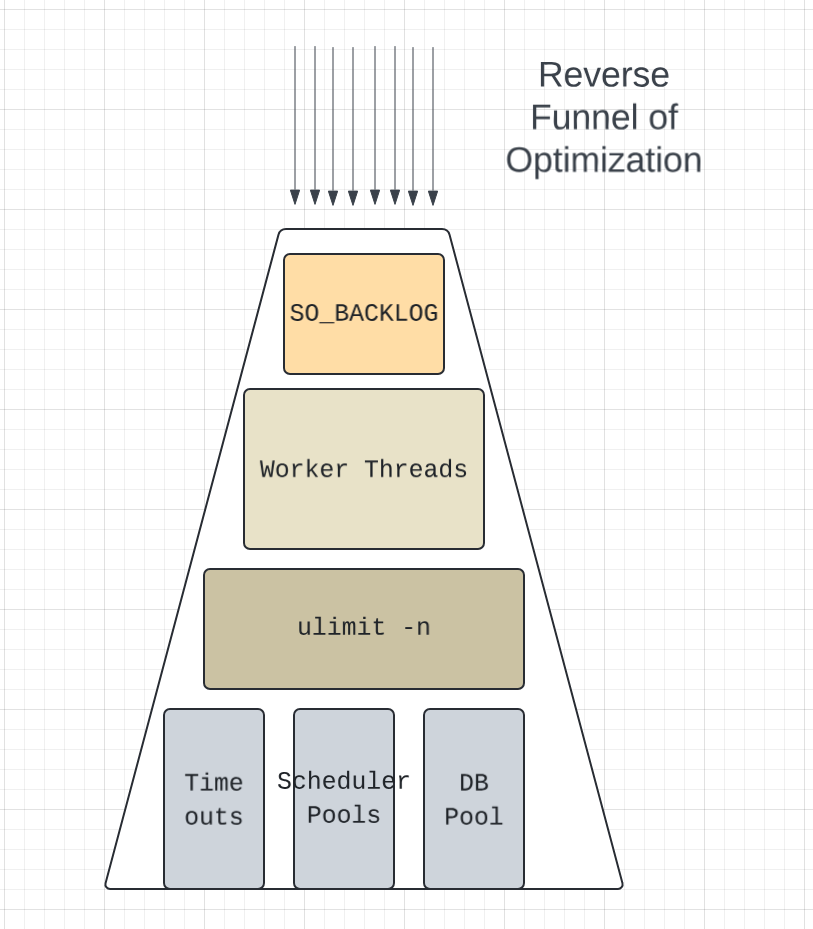 Reverse
Funnel of
Optimization
SO_BACKLOG
Worker Threads
ulimit -n
Time
outs
Scheduler
Pools
DB
Pool